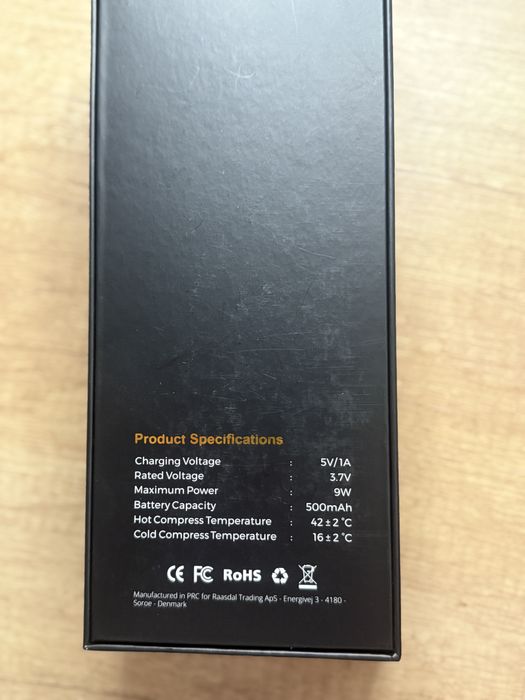 Product Specifications
Charging Voltage : 5V/1A
Rated Voltage : 3.7V
Maximum Power : 9W
Battery Capacity : 500mAh
Hot Compress Temperature : 42 ± 2 °C
Cold Compress Temperature : 16 ± 2 °C
CE FC RoHS
Manufactured in PRC for Raasdal Trading ApS - Energivej 3 - 4180 -
Soroe - Denmark